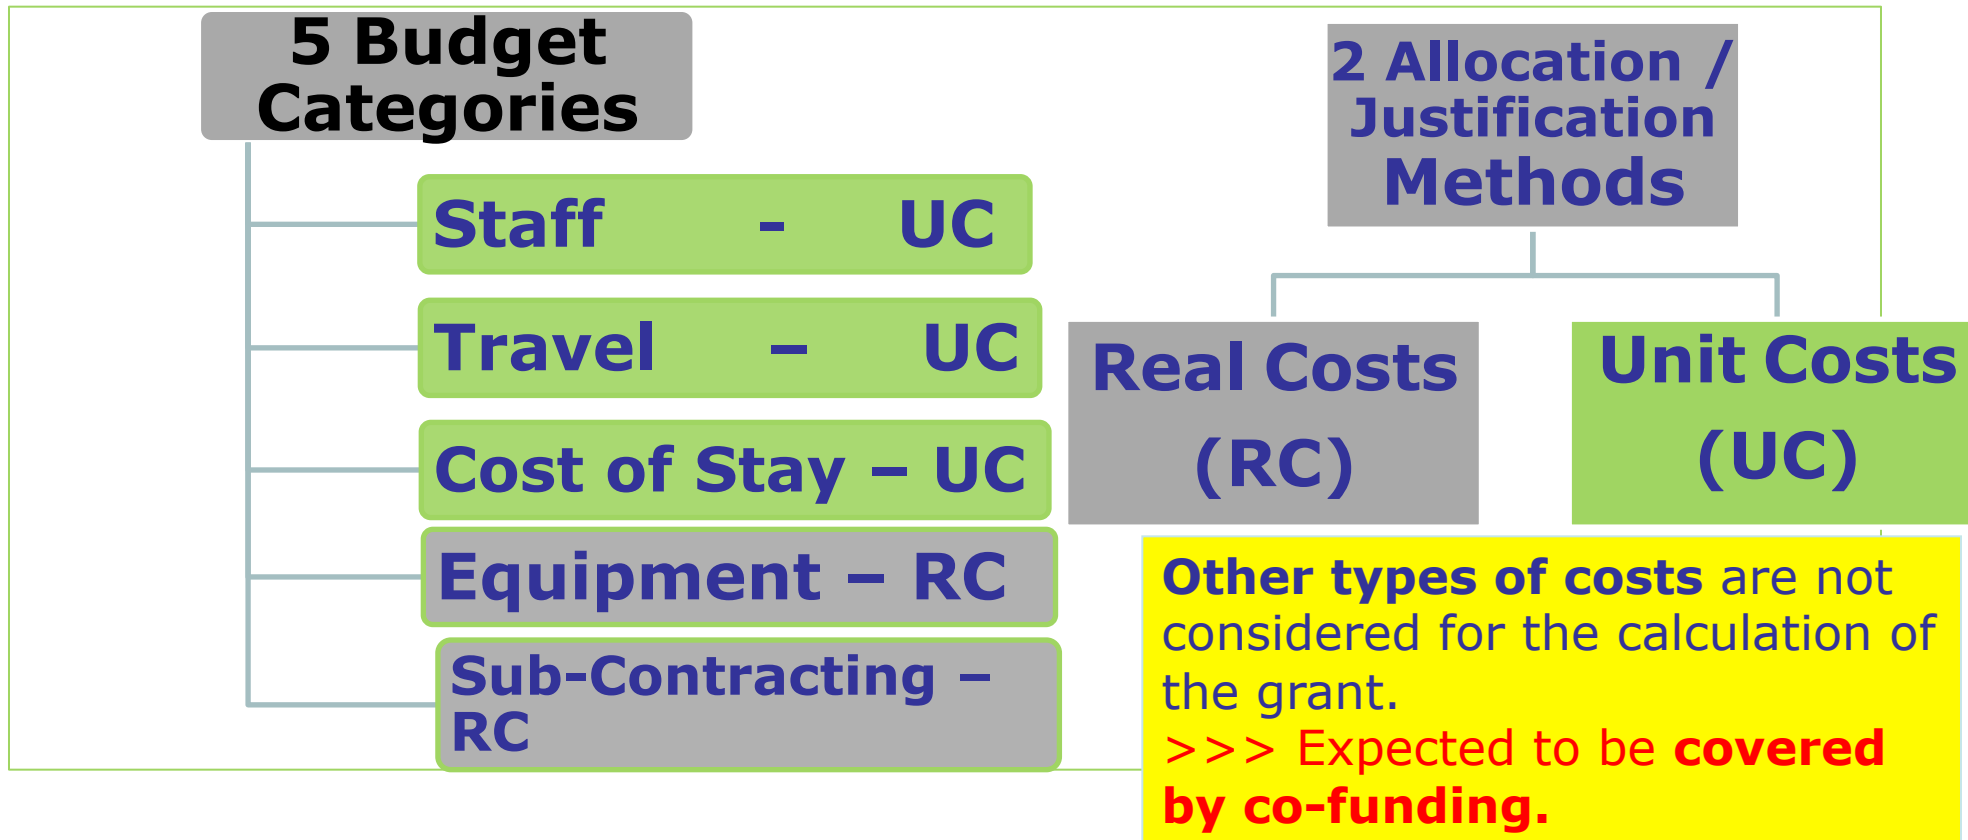 5 Budget
Categories
Staff - UC
Travel – UC
Cost of Stay – UC
Equipment – RC
Sub-Contracting –
RC
2 Allocation /
Justification
Methods
Real Costs
(RC)
Unit Costs
(UC)
Other types of costs are not
considered for the calculation of
the grant.
>>> Expected to be covered
by co-funding.